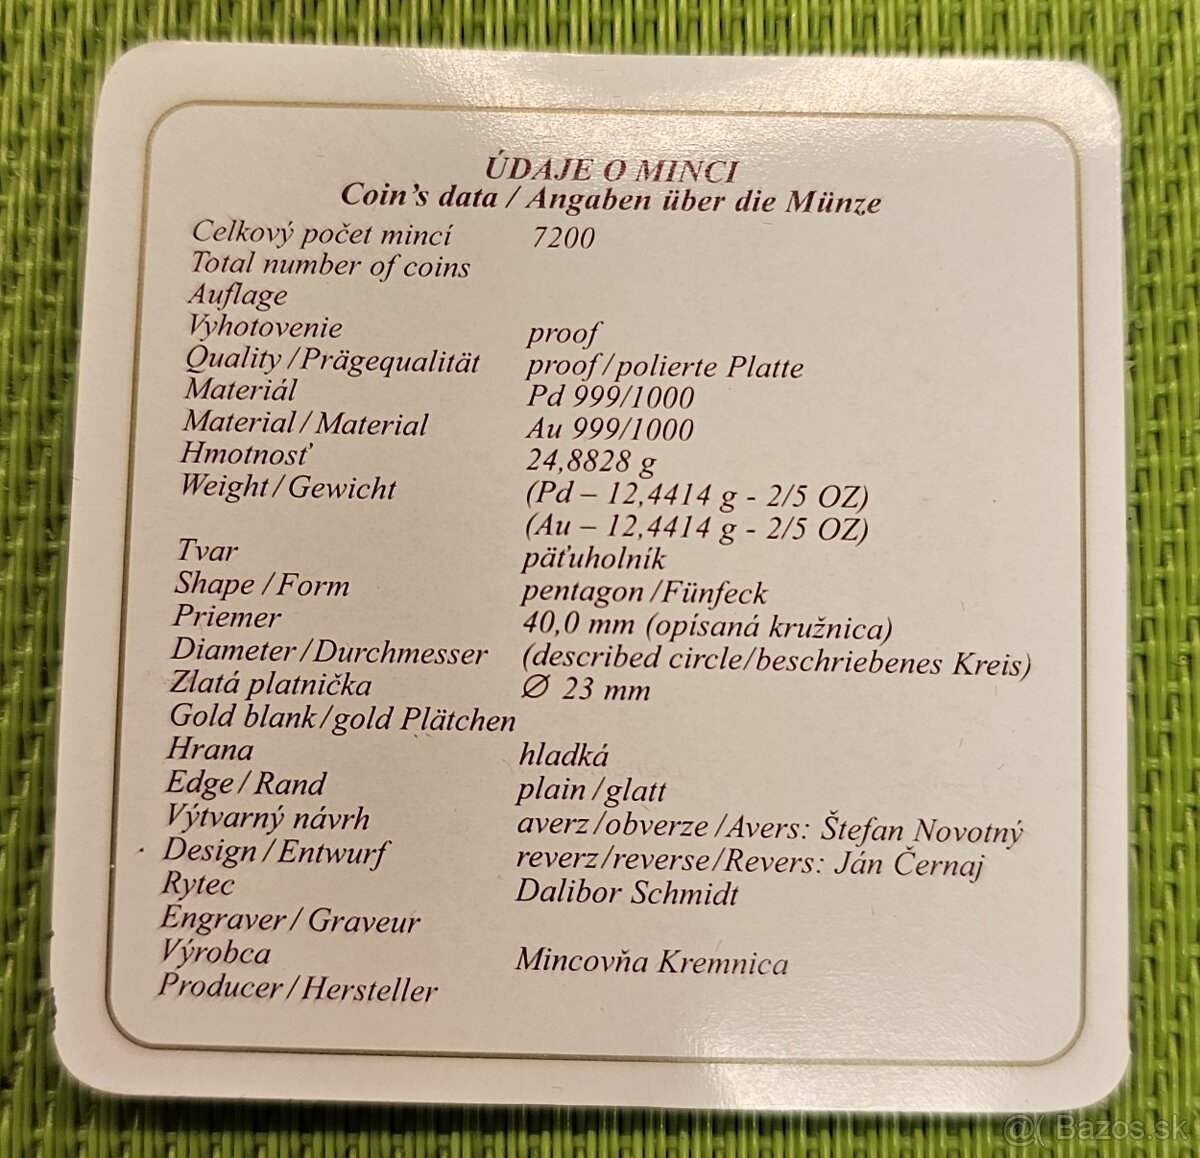 ÚDAJE O MINCI
Coin's data / Angaben über die Münze
Celkový počet mincí 7200
Total number of coins
Auflage
Vyhotovenie proof
Quality / Prägequalität proof / polierte Platte
Materiál Pd 999/1000
Material / Material Au 999/1000
Hmotnosť 24,8828 g
Weight / Gewicht (Pd – 12,4414 g - 2/5 OZ)
(Au – 12,4414 g - 2/5 OZ)
Tvar päťuholník
Shape / Form pentagon / Fünfeck
Priemer 40,0 mm (opísaná kružnica)
Diameter / Durchmesser (described circle/beschriebenes Kreis)
Zlatá platnička Ø 23 mm
Gold blank / gold Plätchen
Hrana hladká
Edge / Rand plain / glatt
Výtvarný návrh averz / obverze / Avers: Štefan Novotný
Design / Entwurf reverz / reverse / Revers: Ján Černaj
Rytec Dalibor Schmidt
Engraver / Graveur
Výrobca Mincovňa Kremnica
Producer / Hersteller
@( Bazos.sk